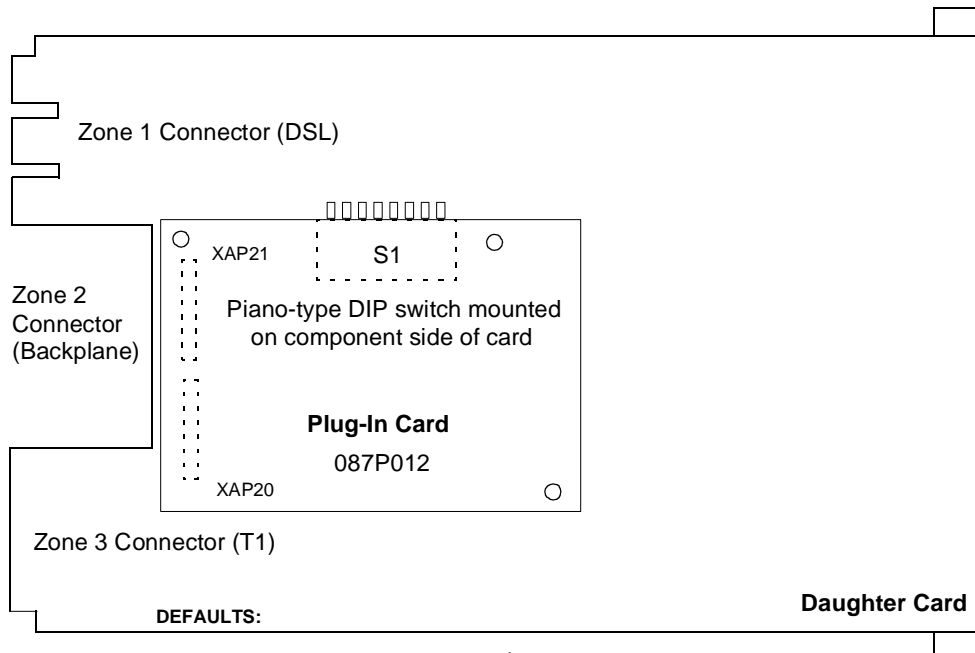 Zone 1 Connector (DSL)
XAP21
S1
Zone 2
Connector
(Backplane)
Piano-type DIP switch mounted
on component side of card
Plug-In Card
087P012
XAP20
Zone 3 Connector (T1)
Daughter Card
DEFAULTS: